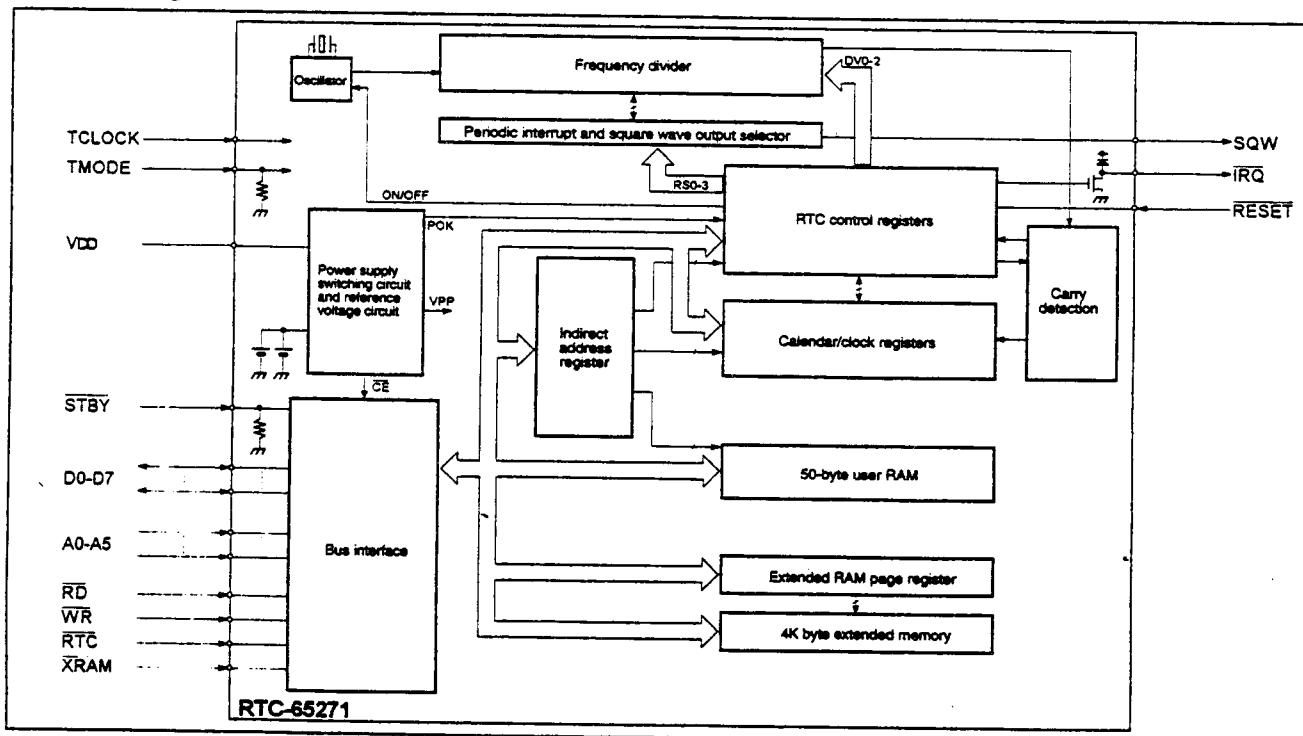 Oscillator
Frequency divider
DV0-2
TCLOCK
Periodic interrupt and square wave output selector
SQW
TMODE
RS0-3
IRQ
ON/OFF
RTC control registers
RESET
POK
VDD
Power supply
switching circuit
and reference
voltage circuit
VPP
Indirect
address
register
Carry
detection
Calendar/clock registers
CE
STBY
50-byte user RAM
D0-D7
A0-A5
Bus interface
Extended RAM page register
RD
WR
4K byte extended memory
RTC
XRAM
RTC-65271